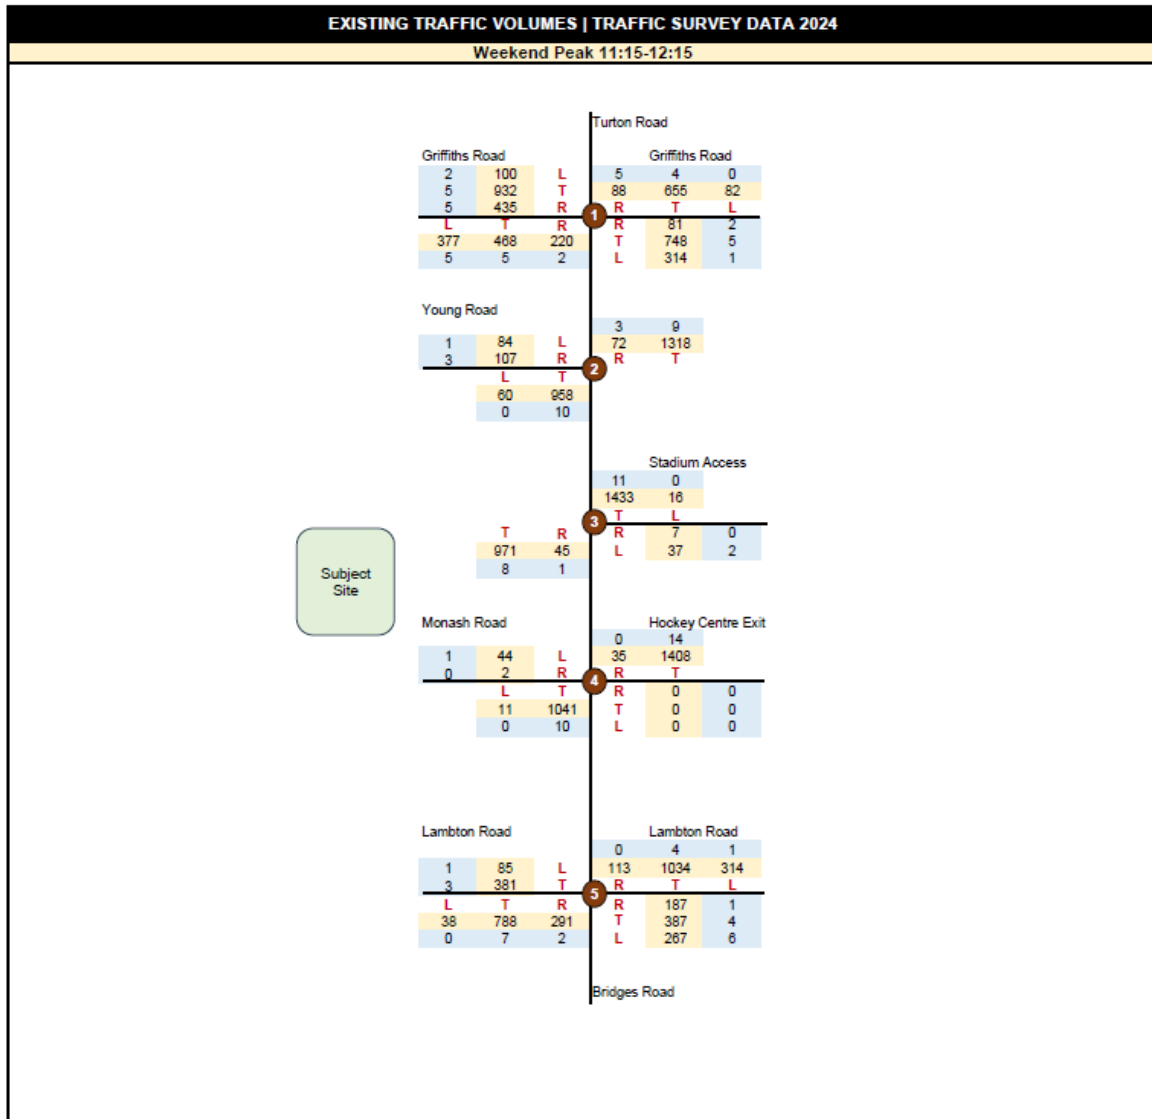 EXISTING TRAFFIC VOLUMES | TRAFFIC SURVEY DATA 2024
Weekend Peak 11:15-12:15
Turton Road
Griffiths Road Griffiths Road
2 100 L 5 4 0
5 932 T 88 655 82
5 435 R R T L
1
L T R R 81 2
377 468 220 T 748 5
5 5 2 L 314 1
Young Road
3 9
1 84 L 72 1318
3 107 R R T
2
L T
60 958
0 10
Stadium Access
11 0
1433 16
T L
3
T R R 7 0
971 45 L 37 2
8 1
Subject
Site
Monash Road Hockey Centre Exit
0 14
1 44 L 35 1408
0 2 R R T
4
L T R 0 0
11 1041 T 0 0
0 10 L 0 0
Lambton Road Lambton Road
0 4 1
1 85 L 113 1034 314
3 381 T R T L
5
L T R R 187 1
38 788 291 T 387 4
0 7 2 L 267 6
Bridges Road